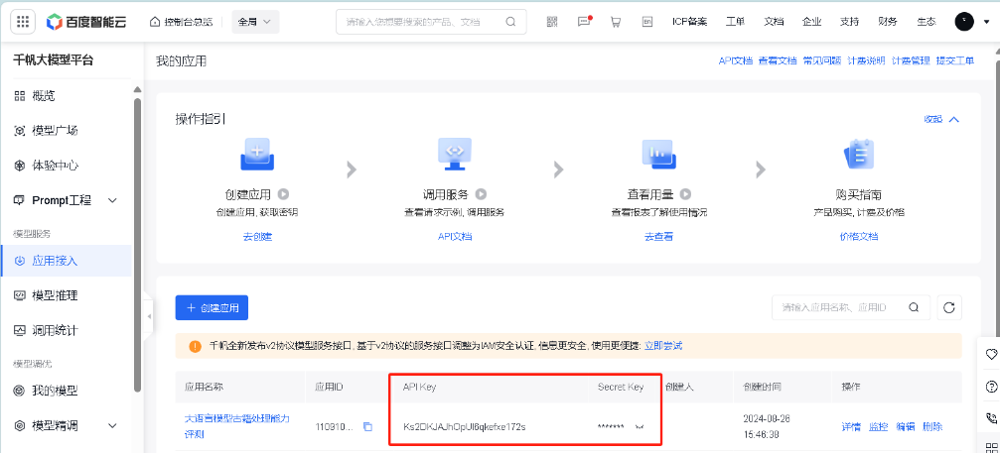 百度智能云 控制台总览 全局 请输入您想要搜索的产品、文档 ICP备案 工单 文档 企业 支持 财务 生态
千帆大模型平台
概览
模型广场
体验中心
Prompt工程
模型服务
应用接入
模型推理
调用统计
模型调优
我的模型
模型精调
我的应用 API文档 查看文档 常见问题 计费说明 计费管理 提交工单
操作指引 收起
创建应用 调用服务 查看用量 购买指南
创建应用, 获取密钥 查看请求示例, 调用服务 查看报表了解使用情况 产品购买, 计费及价格
去创建 API文档 去查看 价格文档
创建应用 请输入应用名称、应用ID
千帆全新发布v2协议模型服务接口, 基于v2协议的服务接口调整为IAM安全认证, 信息更安全, 使用更便捷: 立即尝试
应用名称 应用ID API Key Secret Key 创建人 创建时间 操作
大语言模型古籍处理能力 110910... Ks2DKJAJhOpUl6qkefxe172s ******* 2024-08-26 详情 监控 编辑 删除
评测 15:46:38